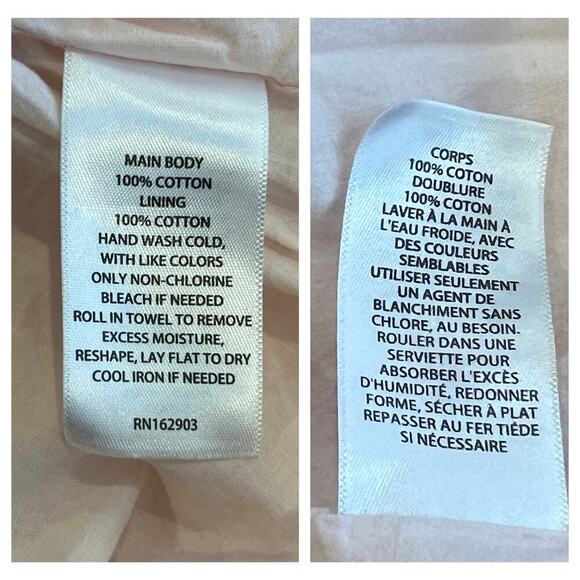 MAIN BODY
100% COTTON
LINING
100% COTTON
HAND WASH COLD,
WITH LIKE COLORS
ONLY NON-CHLORINE
BLEACH IF NEEDED
ROLL IN TOWEL TO REMOVE
EXCESS MOISTURE,
RESHAPE, LAY FLAT TO DRY
COOL IRON IF NEEDED
RN162903
CORPS
100% COTON
DOUBLURE
100% COTON
LAVER À LA MAIN À
L'EAU FROIDE, AVEC
DES COULEURS
SEMBLABLES
UTILISER SEULEMENT
UN AGENT DE
BLANCHIMENT SANS
CHLORE, AU BESOIN-
ROULER DANS UNE
SERVIETTE POUR
ABSORBER L'EXCÈS
D'HUMIDITÉ, REDONNER
FORME, SÉCHER À PLAT
REPASSER AU FER TIÉDE
SI NÉCESSAIRE